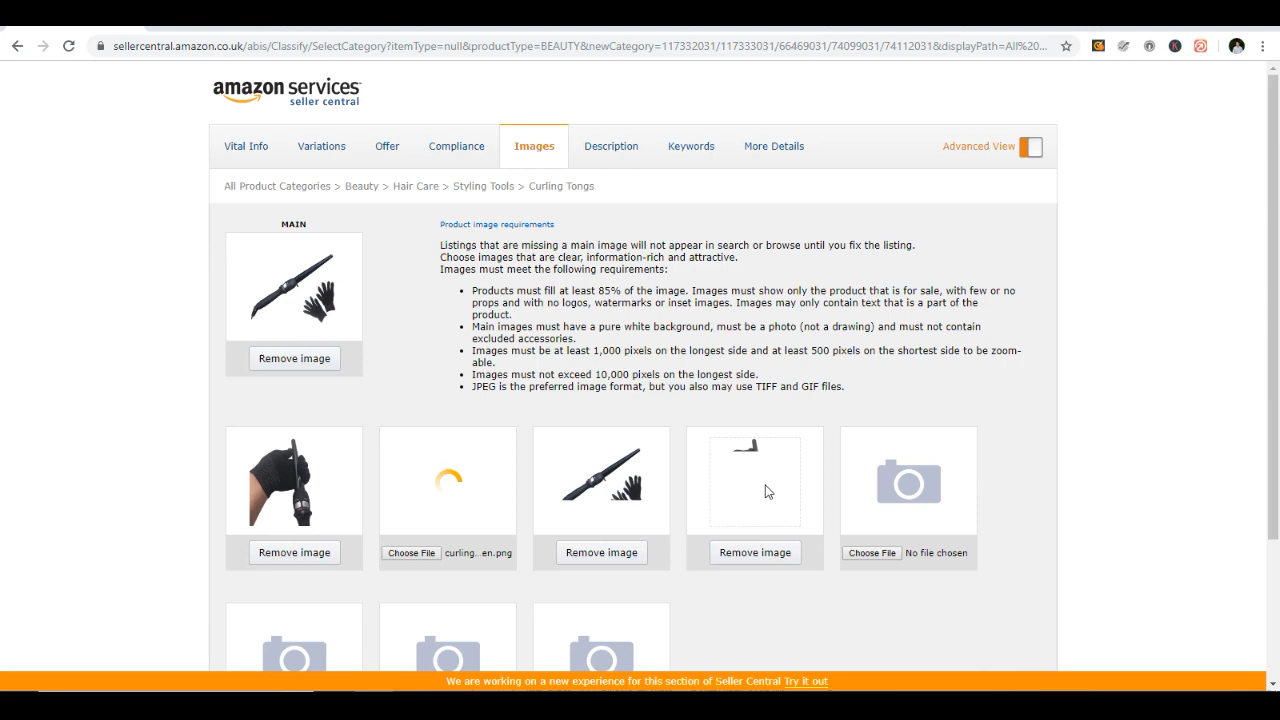 sellercentral.amazon.co.uk/abis/Classify/SelectCategory?itemType=null&productType=BEAUTY&newCategory=117332031/117333031/66469031/74099031/74112031&displayPath=All%20...
amazon services
seller central
Vital Info Variations Offer Compliance Images Description Keywords More Details Advanced View
All Product Categories > Beauty > Hair Care > Styling Tools > Curling Tongs
MAIN
Remove image
Product image requirements
Listings that are missing a main image will not appear in search or browse until you fix the listing.
Choose images that are clear, information-rich and attractive.
Images must meet the following requirements:
• Products must fill at least 85% of the image. Images must show only the product that is for sale, with few or no
props and with no logos, watermarks or inset images. Images may only contain text that is a part of the
product.
• Main images must have a pure white background, must be a photo (not a drawing) and must not contain
excluded accessories.
• Images must be at least 1,000 pixels on the longest side and at least 500 pixels on the shortest side to be zoom-
able.
• Images must not exceed 10,000 pixels on the longest side.
• JPEG is the preferred image format, but you also may use TIFF and GIF files.
Remove image Choose File curling...en.png Remove image Remove image Choose File No file chosen
We are working on a new experience for this section of Seller Central Try it out